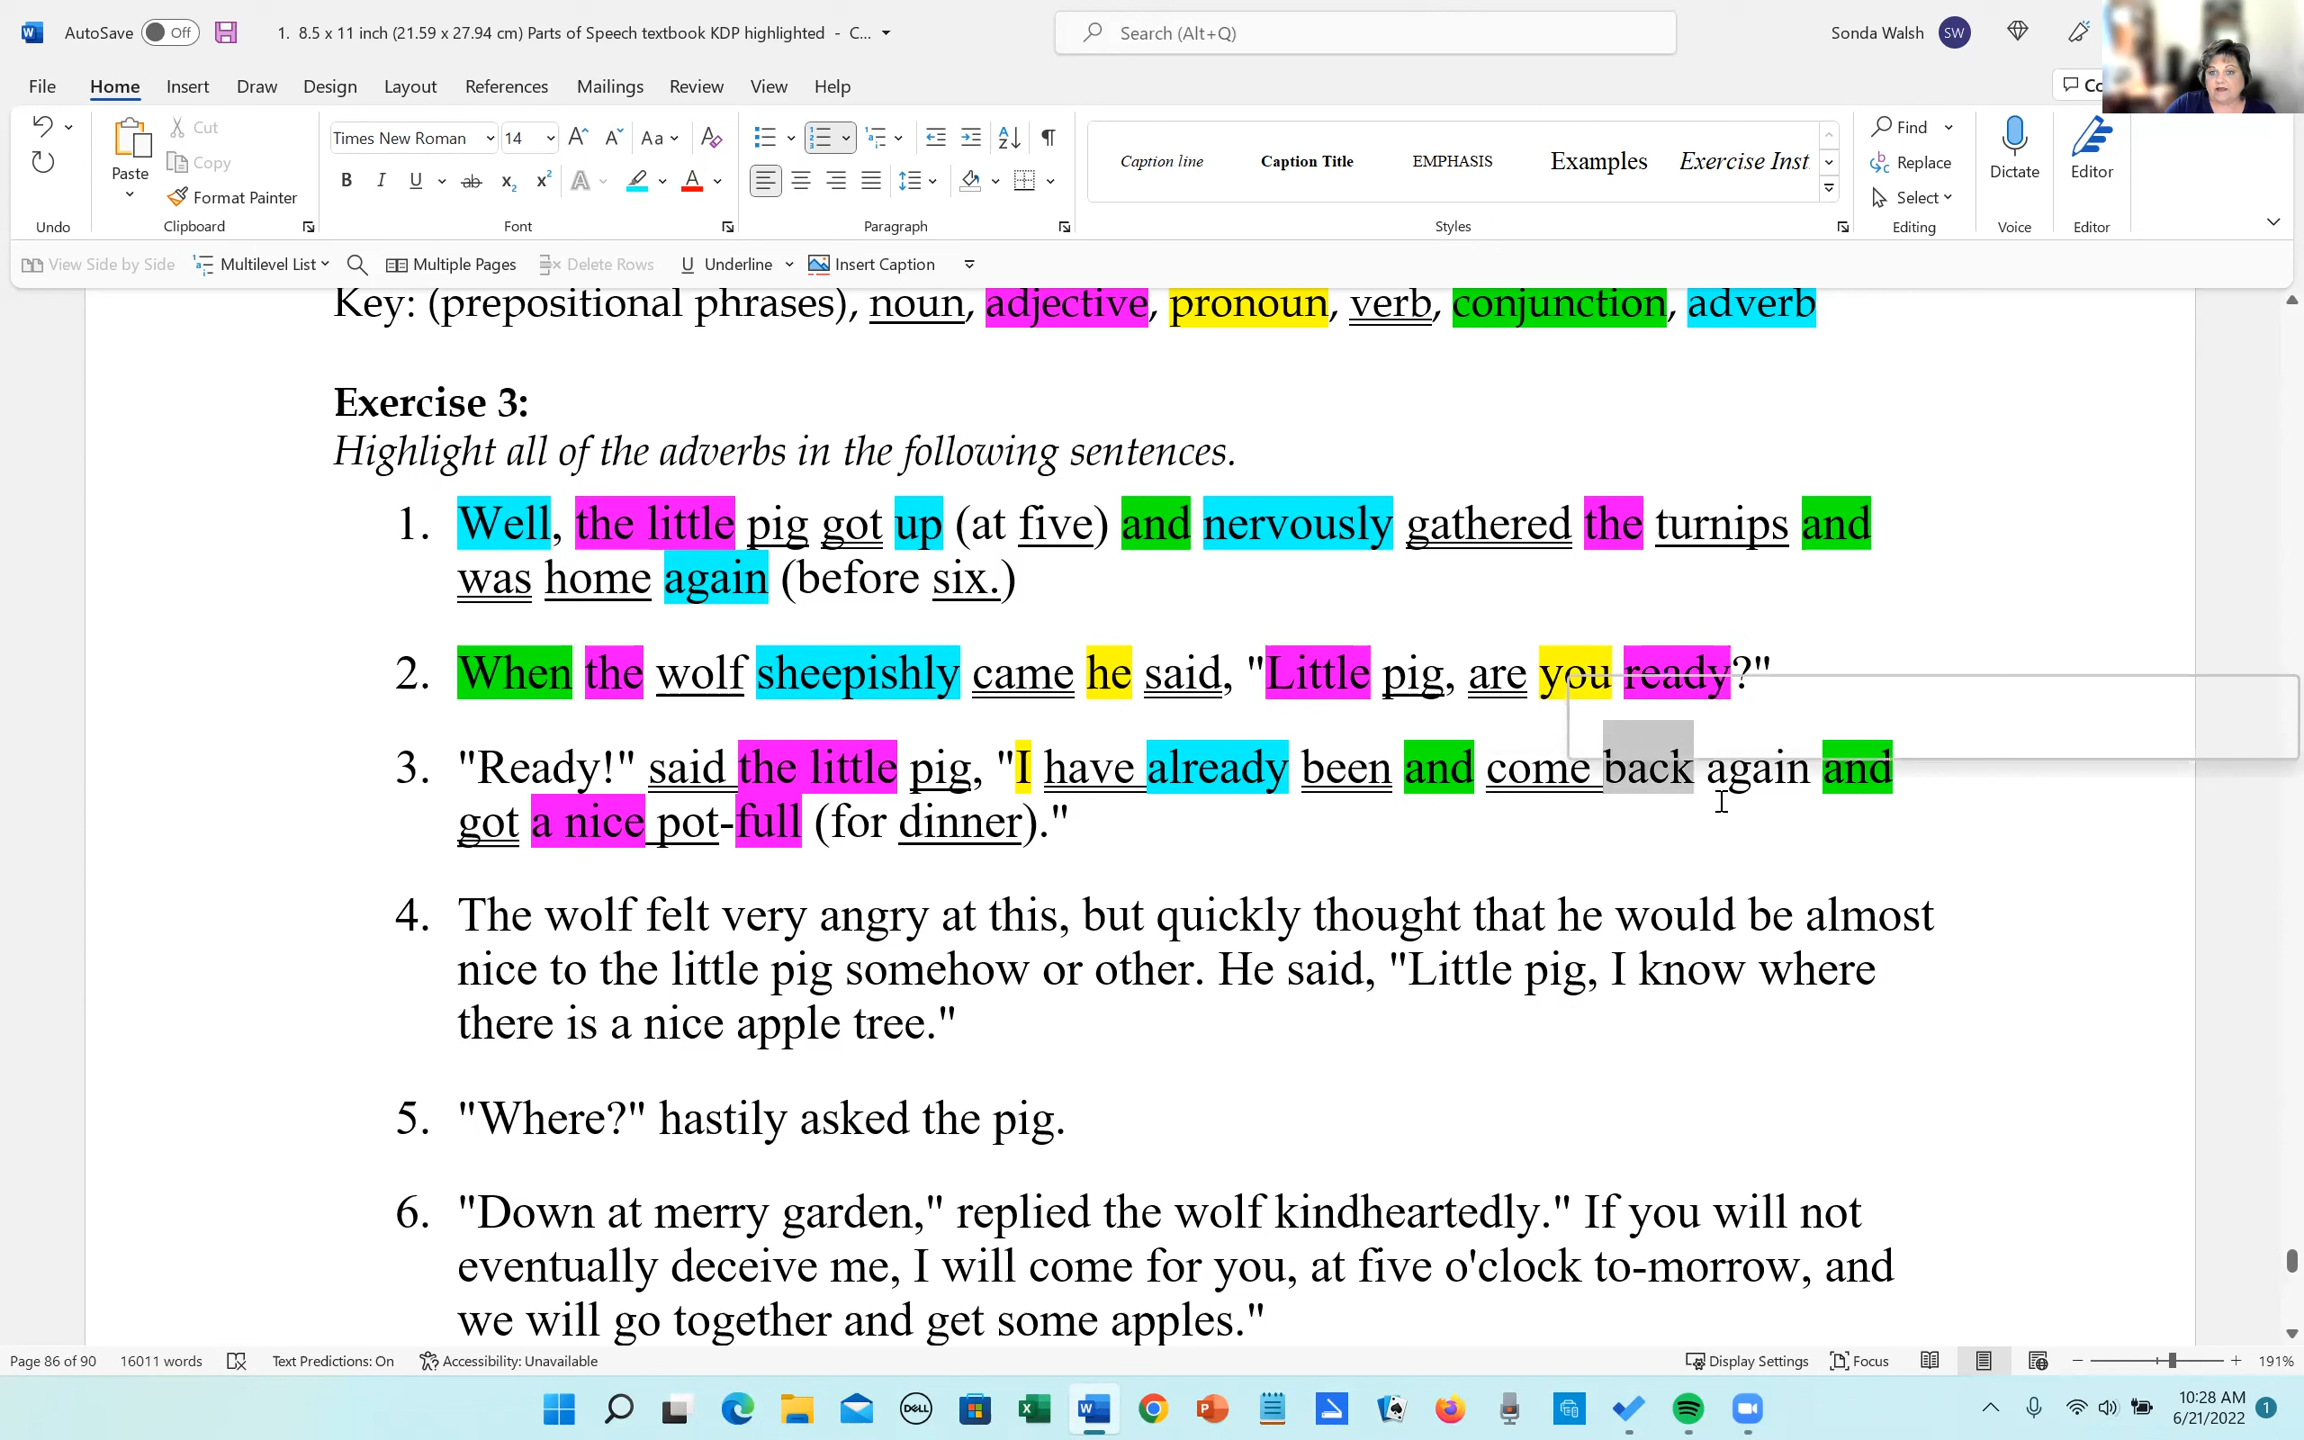 AutoSave Off 1. 8.5 x 11 inch (21.59 x 27.94 cm) Parts of Speech textbook KDP highlighted - C... Search (Alt+Q) Sonda Walsh SW
File Home Insert Draw Design Layout References Mailings Review View Help
Cut Times New Roman 14 Aa Find
Paste Copy Caption line Caption Title EMPHASIS Examples Exercise Inst Replace Dictate Editor
Format Painter B I U ab Select
Undo Clipboard Font Paragraph Styles Editing Voice Editor
View Side by Side Multilevel List Multiple Pages Delete Rows U Underline Insert Caption
Key: (prepositional phrases), noun, adjective, pronoun, verb, conjunction, adverb
Exercise 3:
Highlight all of the adverbs in the following sentences.
1. Well, the little pig got up (at five) and nervously gathered the turnips and
was home again (before six.)
2. When the wolf sheepishly came he said, "Little pig, are you ready?"
3. "Ready!" said the little pig, "I have already been and come back again and
got a nice pot-full (for dinner)."
4. The wolf felt very angry at this, but quickly thought that he would be almost
nice to the little pig somehow or other. He said, "Little pig, I know where
there is a nice apple tree."
5. "Where?" hastily asked the pig.
6. "Down at merry garden," replied the wolf kindheartedly." If you will not
eventually deceive me, I will come for you, at five o'clock to-morrow, and
we will go together and get some apples."
Page 86 of 90 16011 words Text Predictions: On Accessibility: Unavailable Display Settings Focus 191%
DELL 10:28 AM
6/21/2022 1